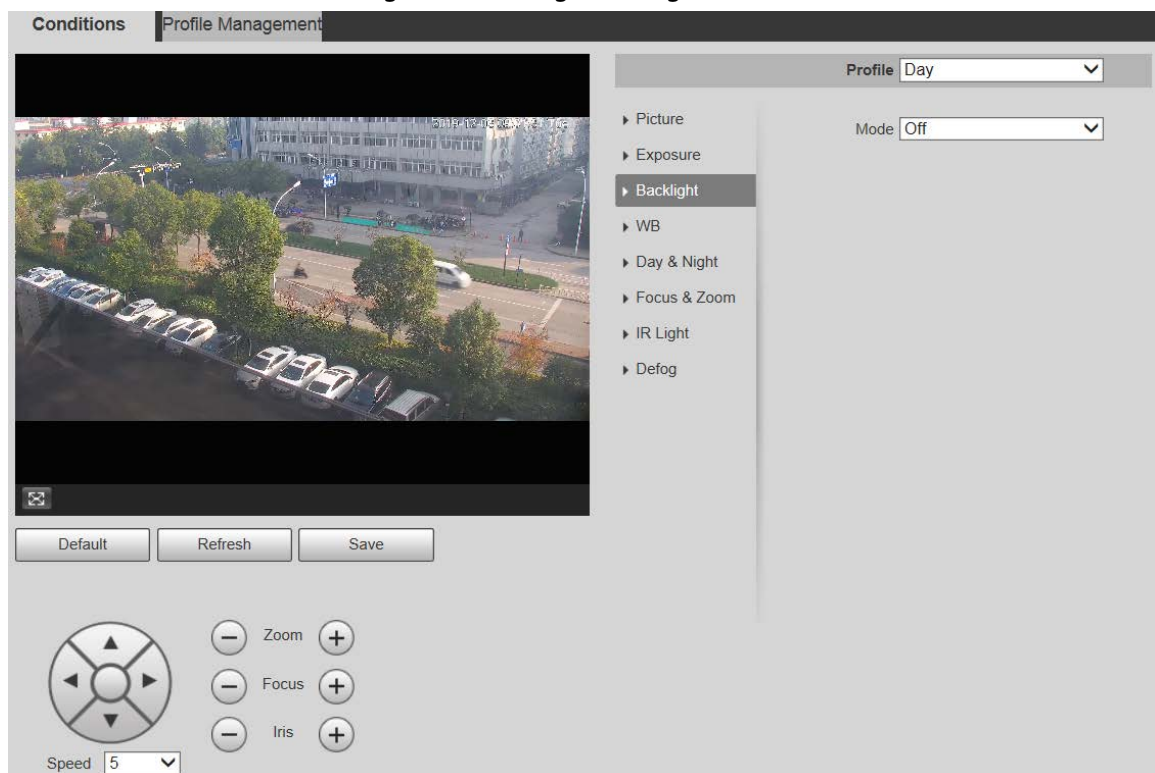 Conditions
Profile Management
Profile Day
Picture
Mode Off
Exposure
Backlight
WB
Day & Night
Focus & Zoom
IR Light
Defog
Default
Refresh
Save
Zoom
Focus
Iris
Speed 5